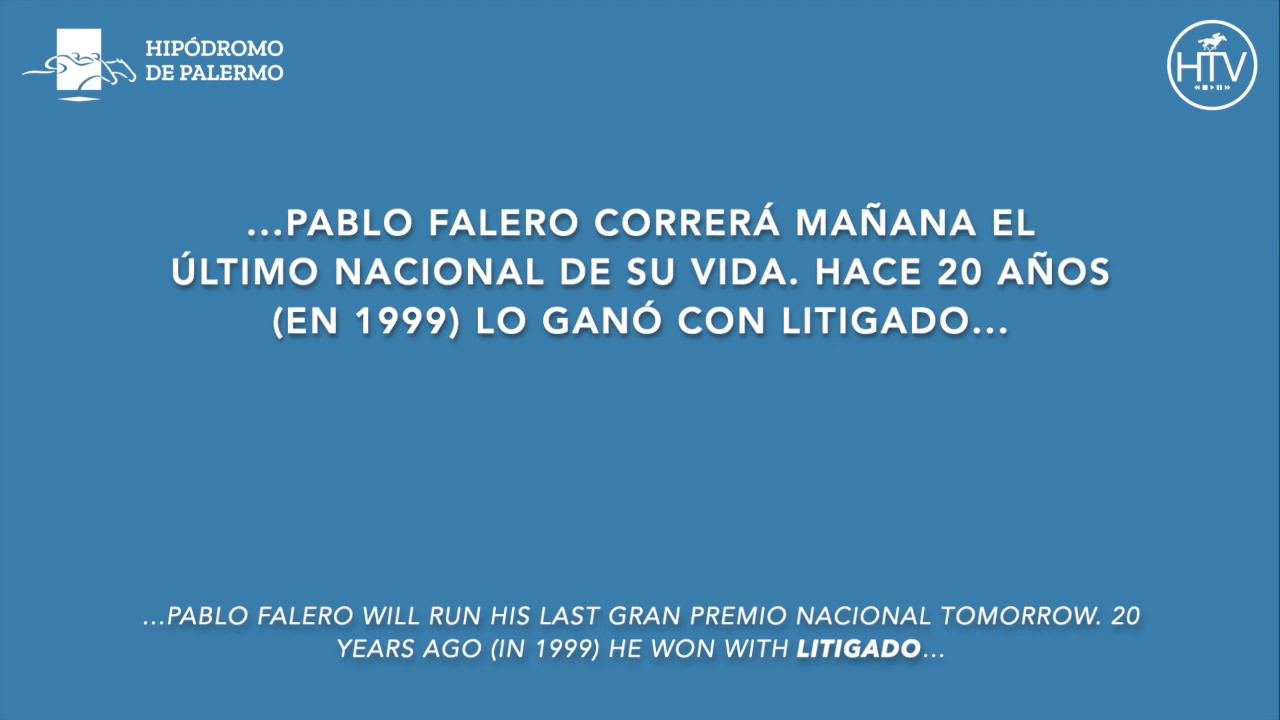 HIPÓDROMO
DE PALERMO
HTV
...PABLO FALERO CORRERÁ MAÑANA EL
ÚLTIMO NACIONAL DE SU VIDA. HACE 20 AÑOS
(EN 1999) LO GANÓ CON LITIGADO...
...PABLO FALERO WILL RUN HIS LAST GRAN PREMIO NACIONAL TOMORROW. 20
YEARS AGO (IN 1999) HE WON WITH LITIGADO...